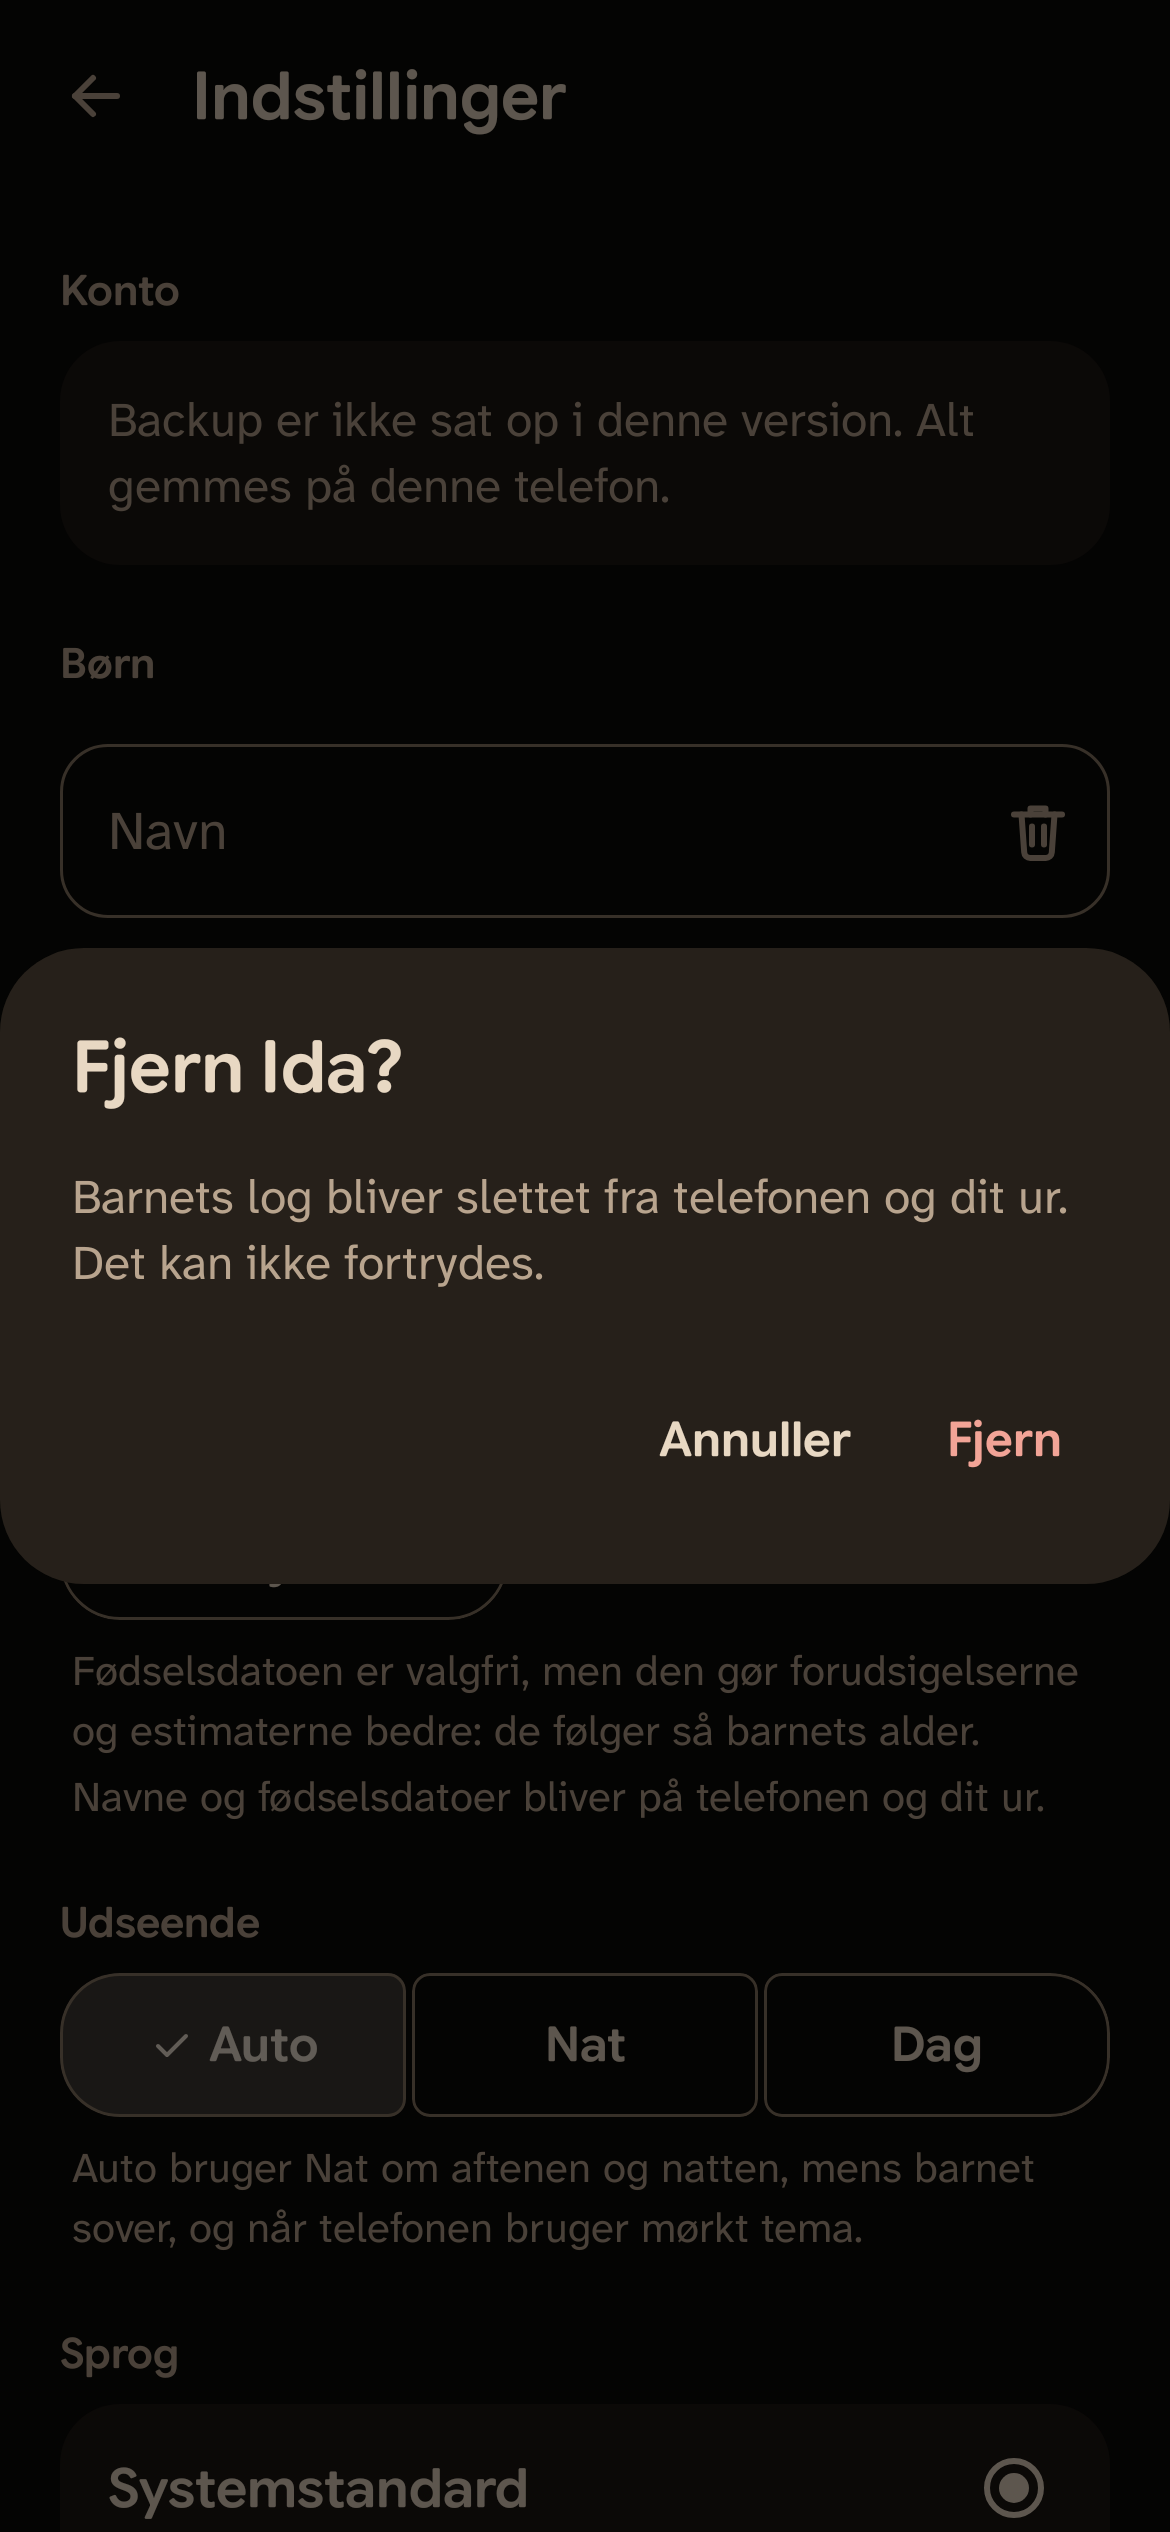 Indstillinger
Konto
Backup er ikke sat op i denne version. Alt
gemmes på denne telefon.
Børn
Navn
Fjern Ida?
Barnets log bliver slettet fra telefonen og dit ur.
Det kan ikke fortrydes.
Annuller
Fjern
Fødselsdatoen er valgfri, men den gør forudsigelserne
og estimaterne bedre: de følger så barnets alder.
Navne og fødselsdatoer bliver på telefonen og dit ur.
Udseende
Auto
Nat
Dag
Auto bruger Nat om aftenen og natten, mens barnet
sover, og når telefonen bruger mørkt tema.
Sprog
Systemstandard